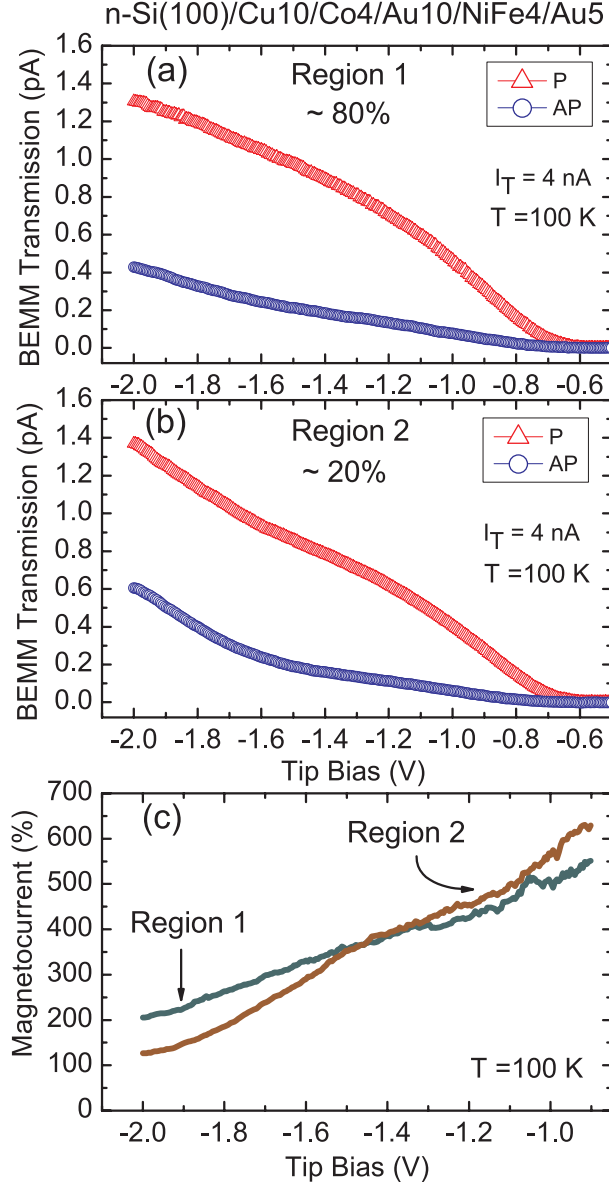 n-Si(100)/Cu10/Co4/Au10/NiFe4/Au5
(a)
Region 1
~ 80%
P
AP
I_T = 4 nA
T =100 K
BEMM Transmission (pA)
1.6
1.4
1.2
1.0
0.8
0.6
0.4
0.2
0.0
-2.0 -1.8 -1.6 -1.4 -1.2 -1.0 -0.8 -0.6
(b)
Region 2
~ 20%
P
AP
I_T = 4 nA
T =100 K
BEMM Transmission (pA)
1.6
1.4
1.2
1.0
0.8
0.6
0.4
0.2
0.0
-2.0 -1.8 -1.6 -1.4 -1.2 -1.0 -0.8 -0.6
Tip Bias (V)
(c)
Region 2
Region 1
T =100 K
Magnetocurrent (%)
700
600
500
400
300
200
100
0
-2.0 -1.8 -1.6 -1.4 -1.2 -1.0
Tip Bias (V)